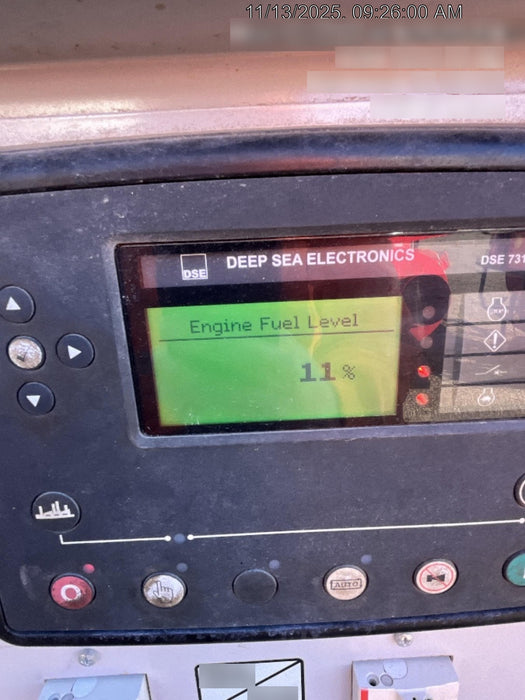 11/13/2025. 09:26:00 AM
DSE
DEEP SEA ELECTRONICS
DSE 731
Engine Fuel Level
11 %
AUTO